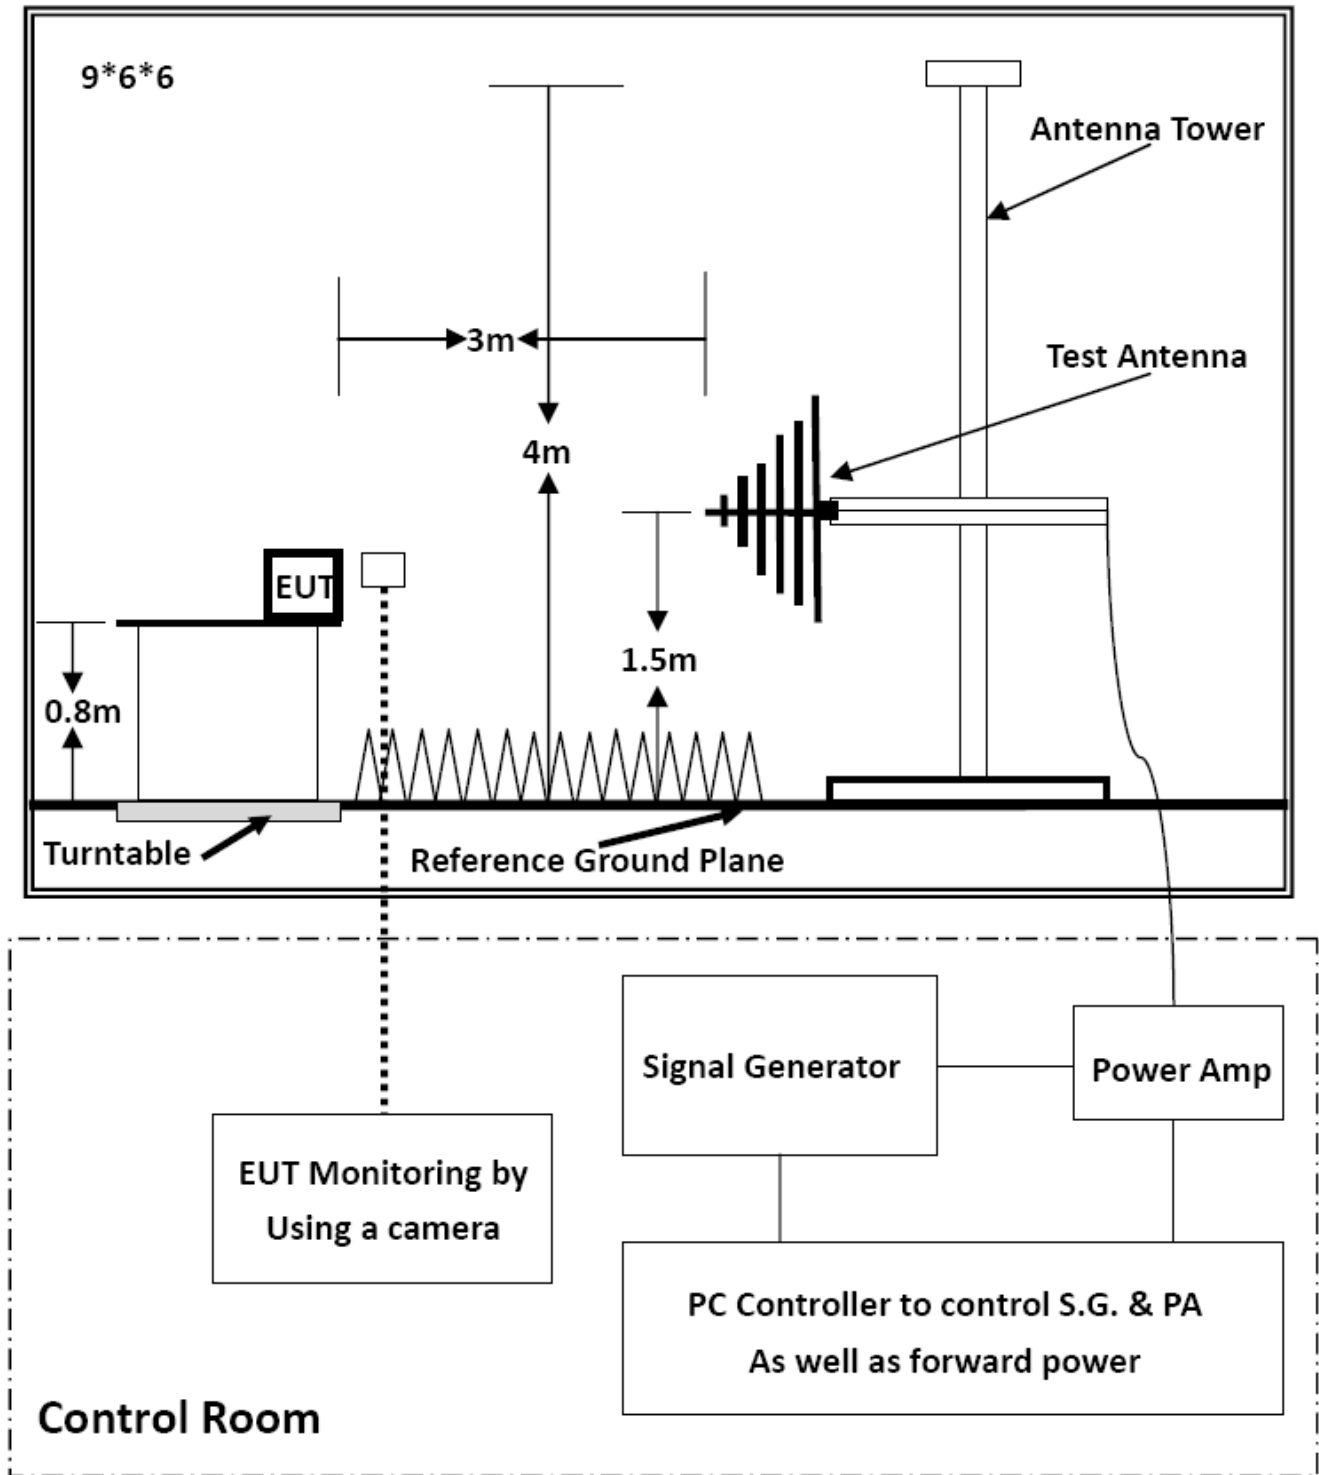 9*6*6
Antenna Tower
3m
Test Antenna
4m
EUT
1.5m
0.8m
Turntable
Reference Ground Plane
Signal Generator
Power Amp
EUT Monitoring by
Using a camera
PC Controller to control S.G. & PA
As well as forward power
Control Room